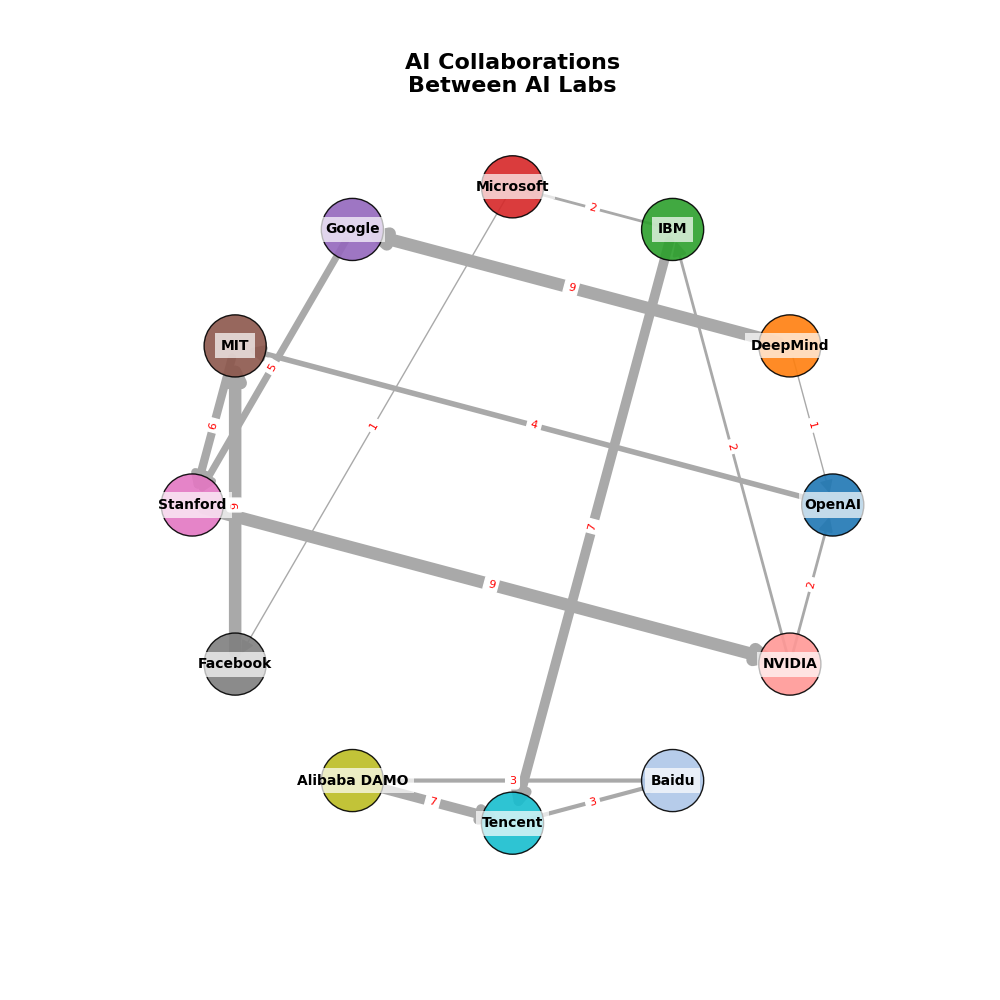 AI Collaborations
Between AI Labs
Microsoft
2
IBM
Google
9
MIT
DeepMind
5
6
1
4
1
2
Stanford
9
OpenAI
7
9
2
Facebook
NVIDIA
Alibaba DAMO
3
Baidu
7
3
Tencent